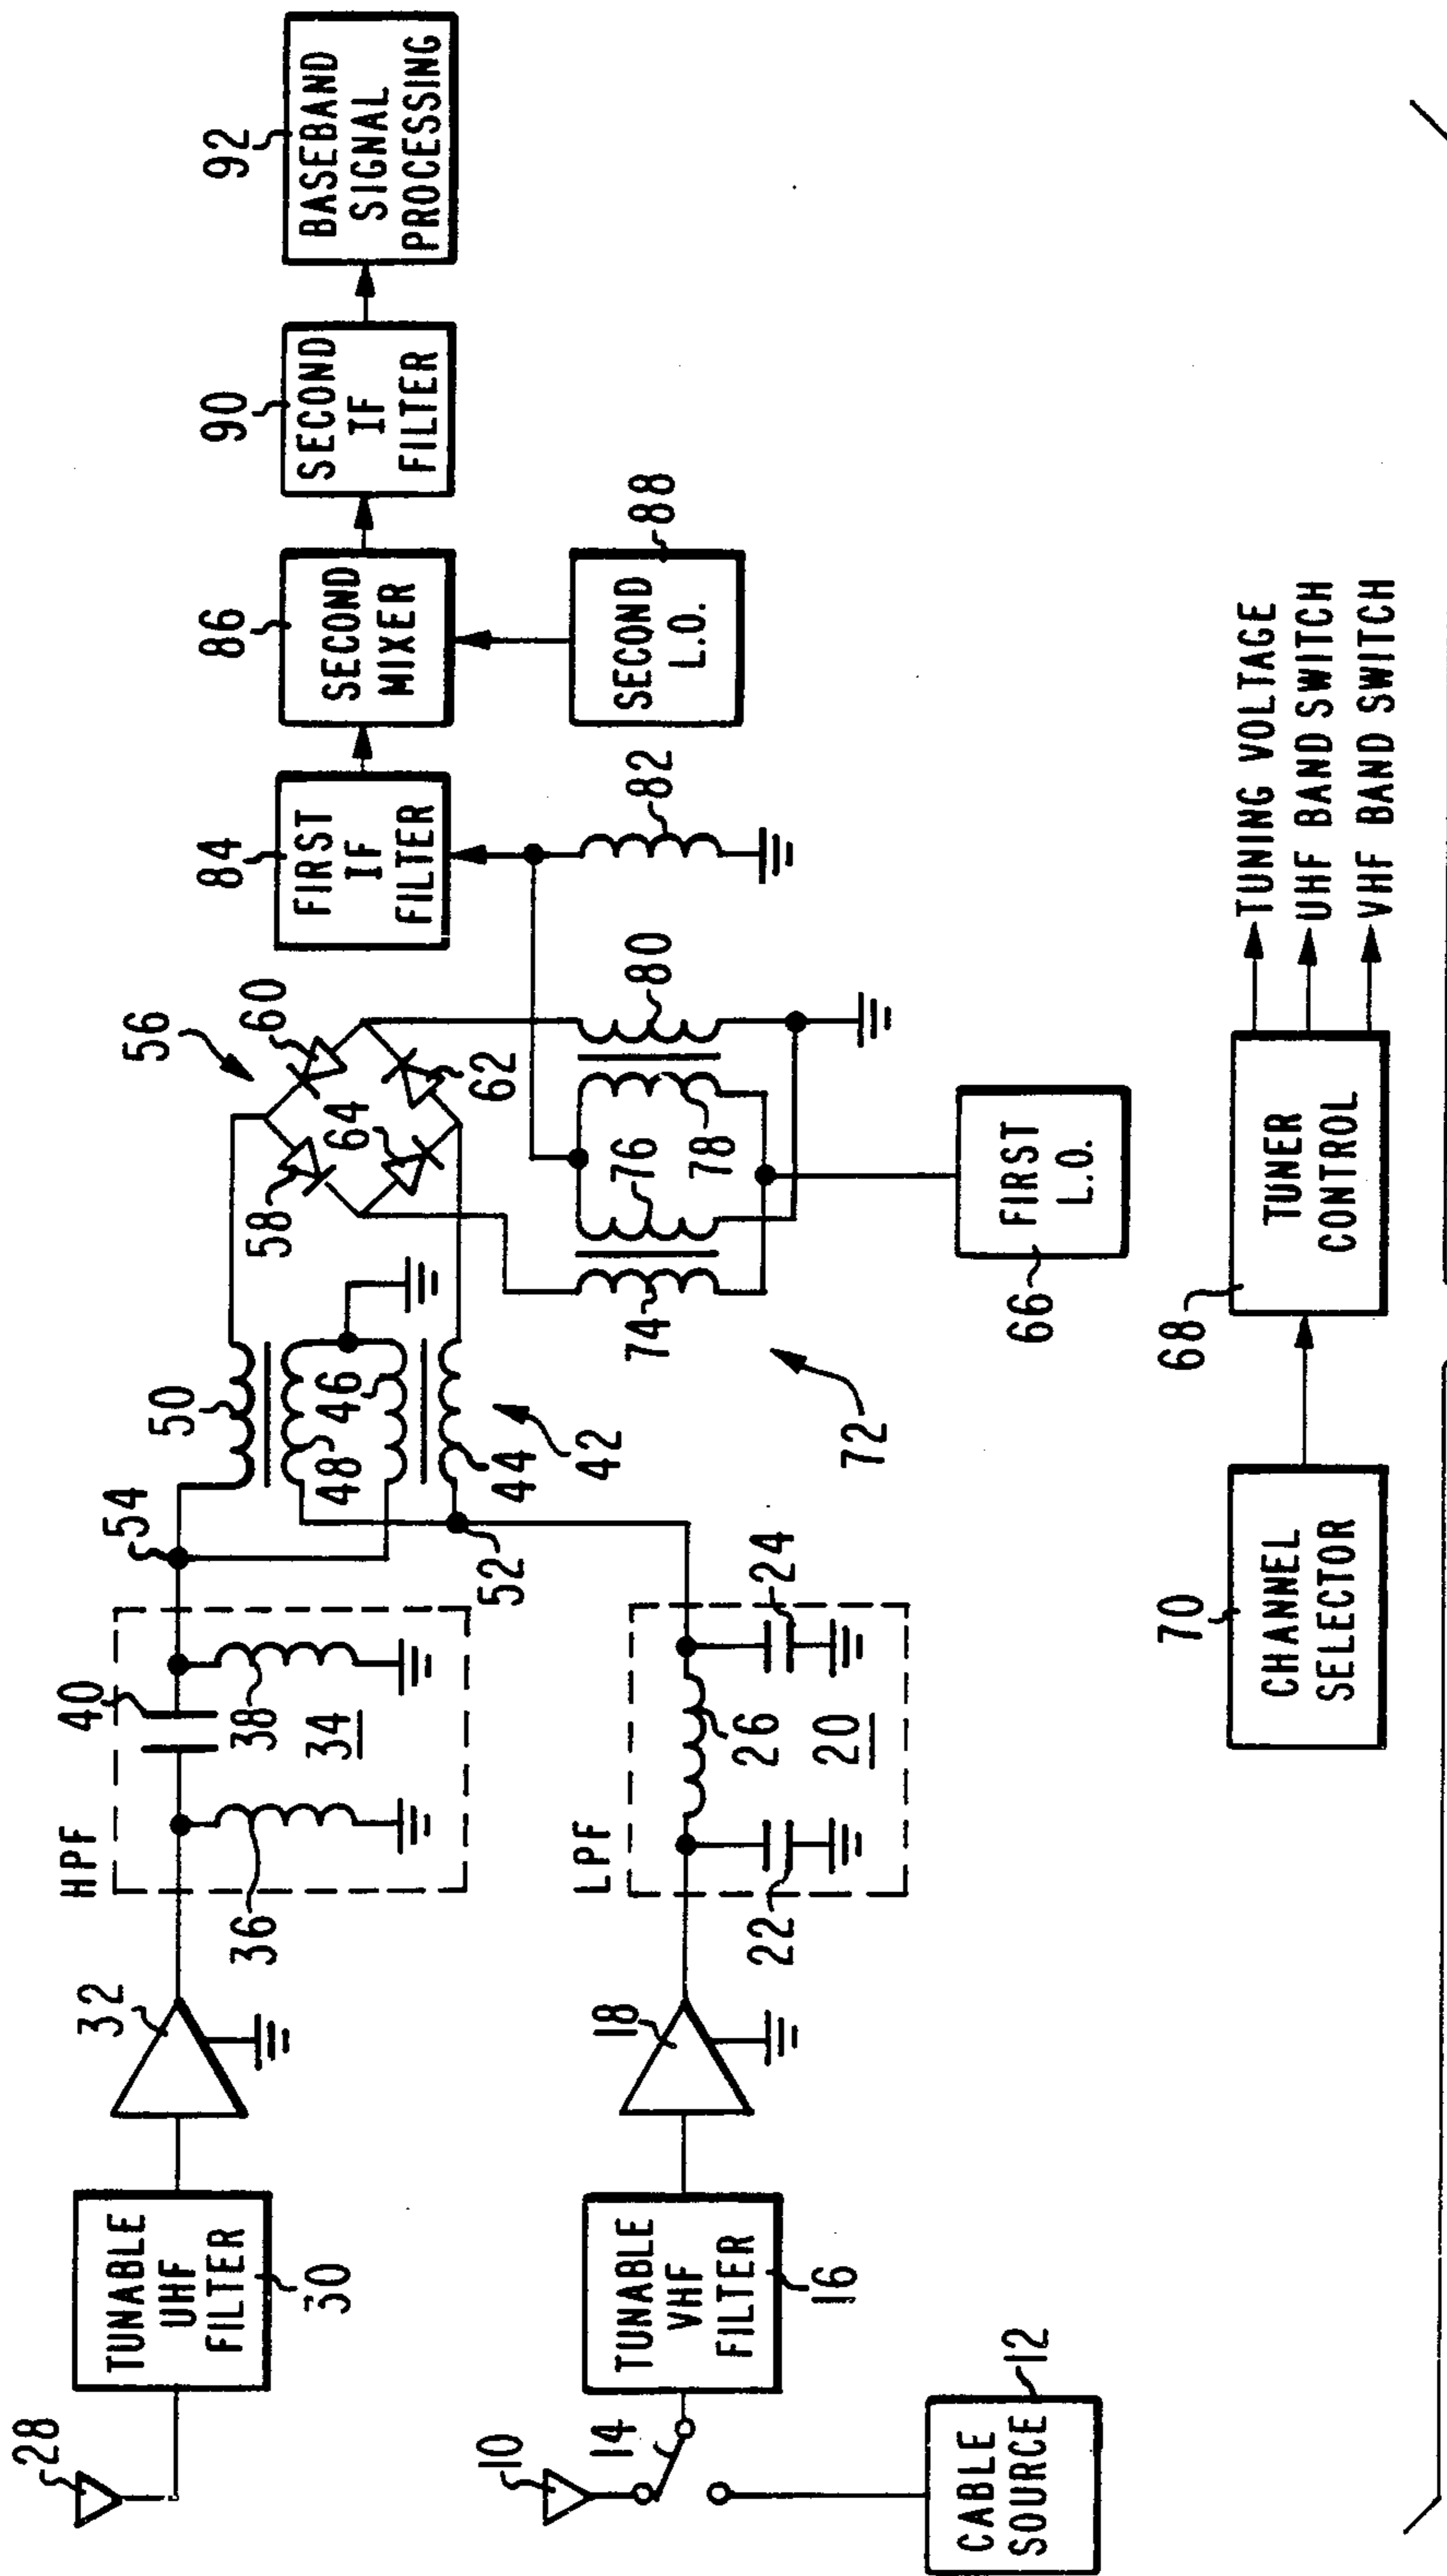 28
TUNABLE
UHF
FILTER
30
32
HPF
36
40
38
34
54
50
48
46
44
42
52
56
58
60
64
62
84
FIRST
IF
FILTER
86
SECOND
MIXER
90
SECOND
IF
FILTER
92
BASEBAND
SIGNAL
PROCESSING
82
SECOND
L.O.
88
74
76
78
80
72
FIRST
L.O.
66
10
14
CABLE
SOURCE
12
TUNABLE
VHF
FILTER
16
18
LPF
22
26
20
24
70
CHANNEL
SELECTOR
68
TUNER
CONTROL
TUNING VOLTAGE
UHF BAND SWITCH
VHF BAND SWITCH